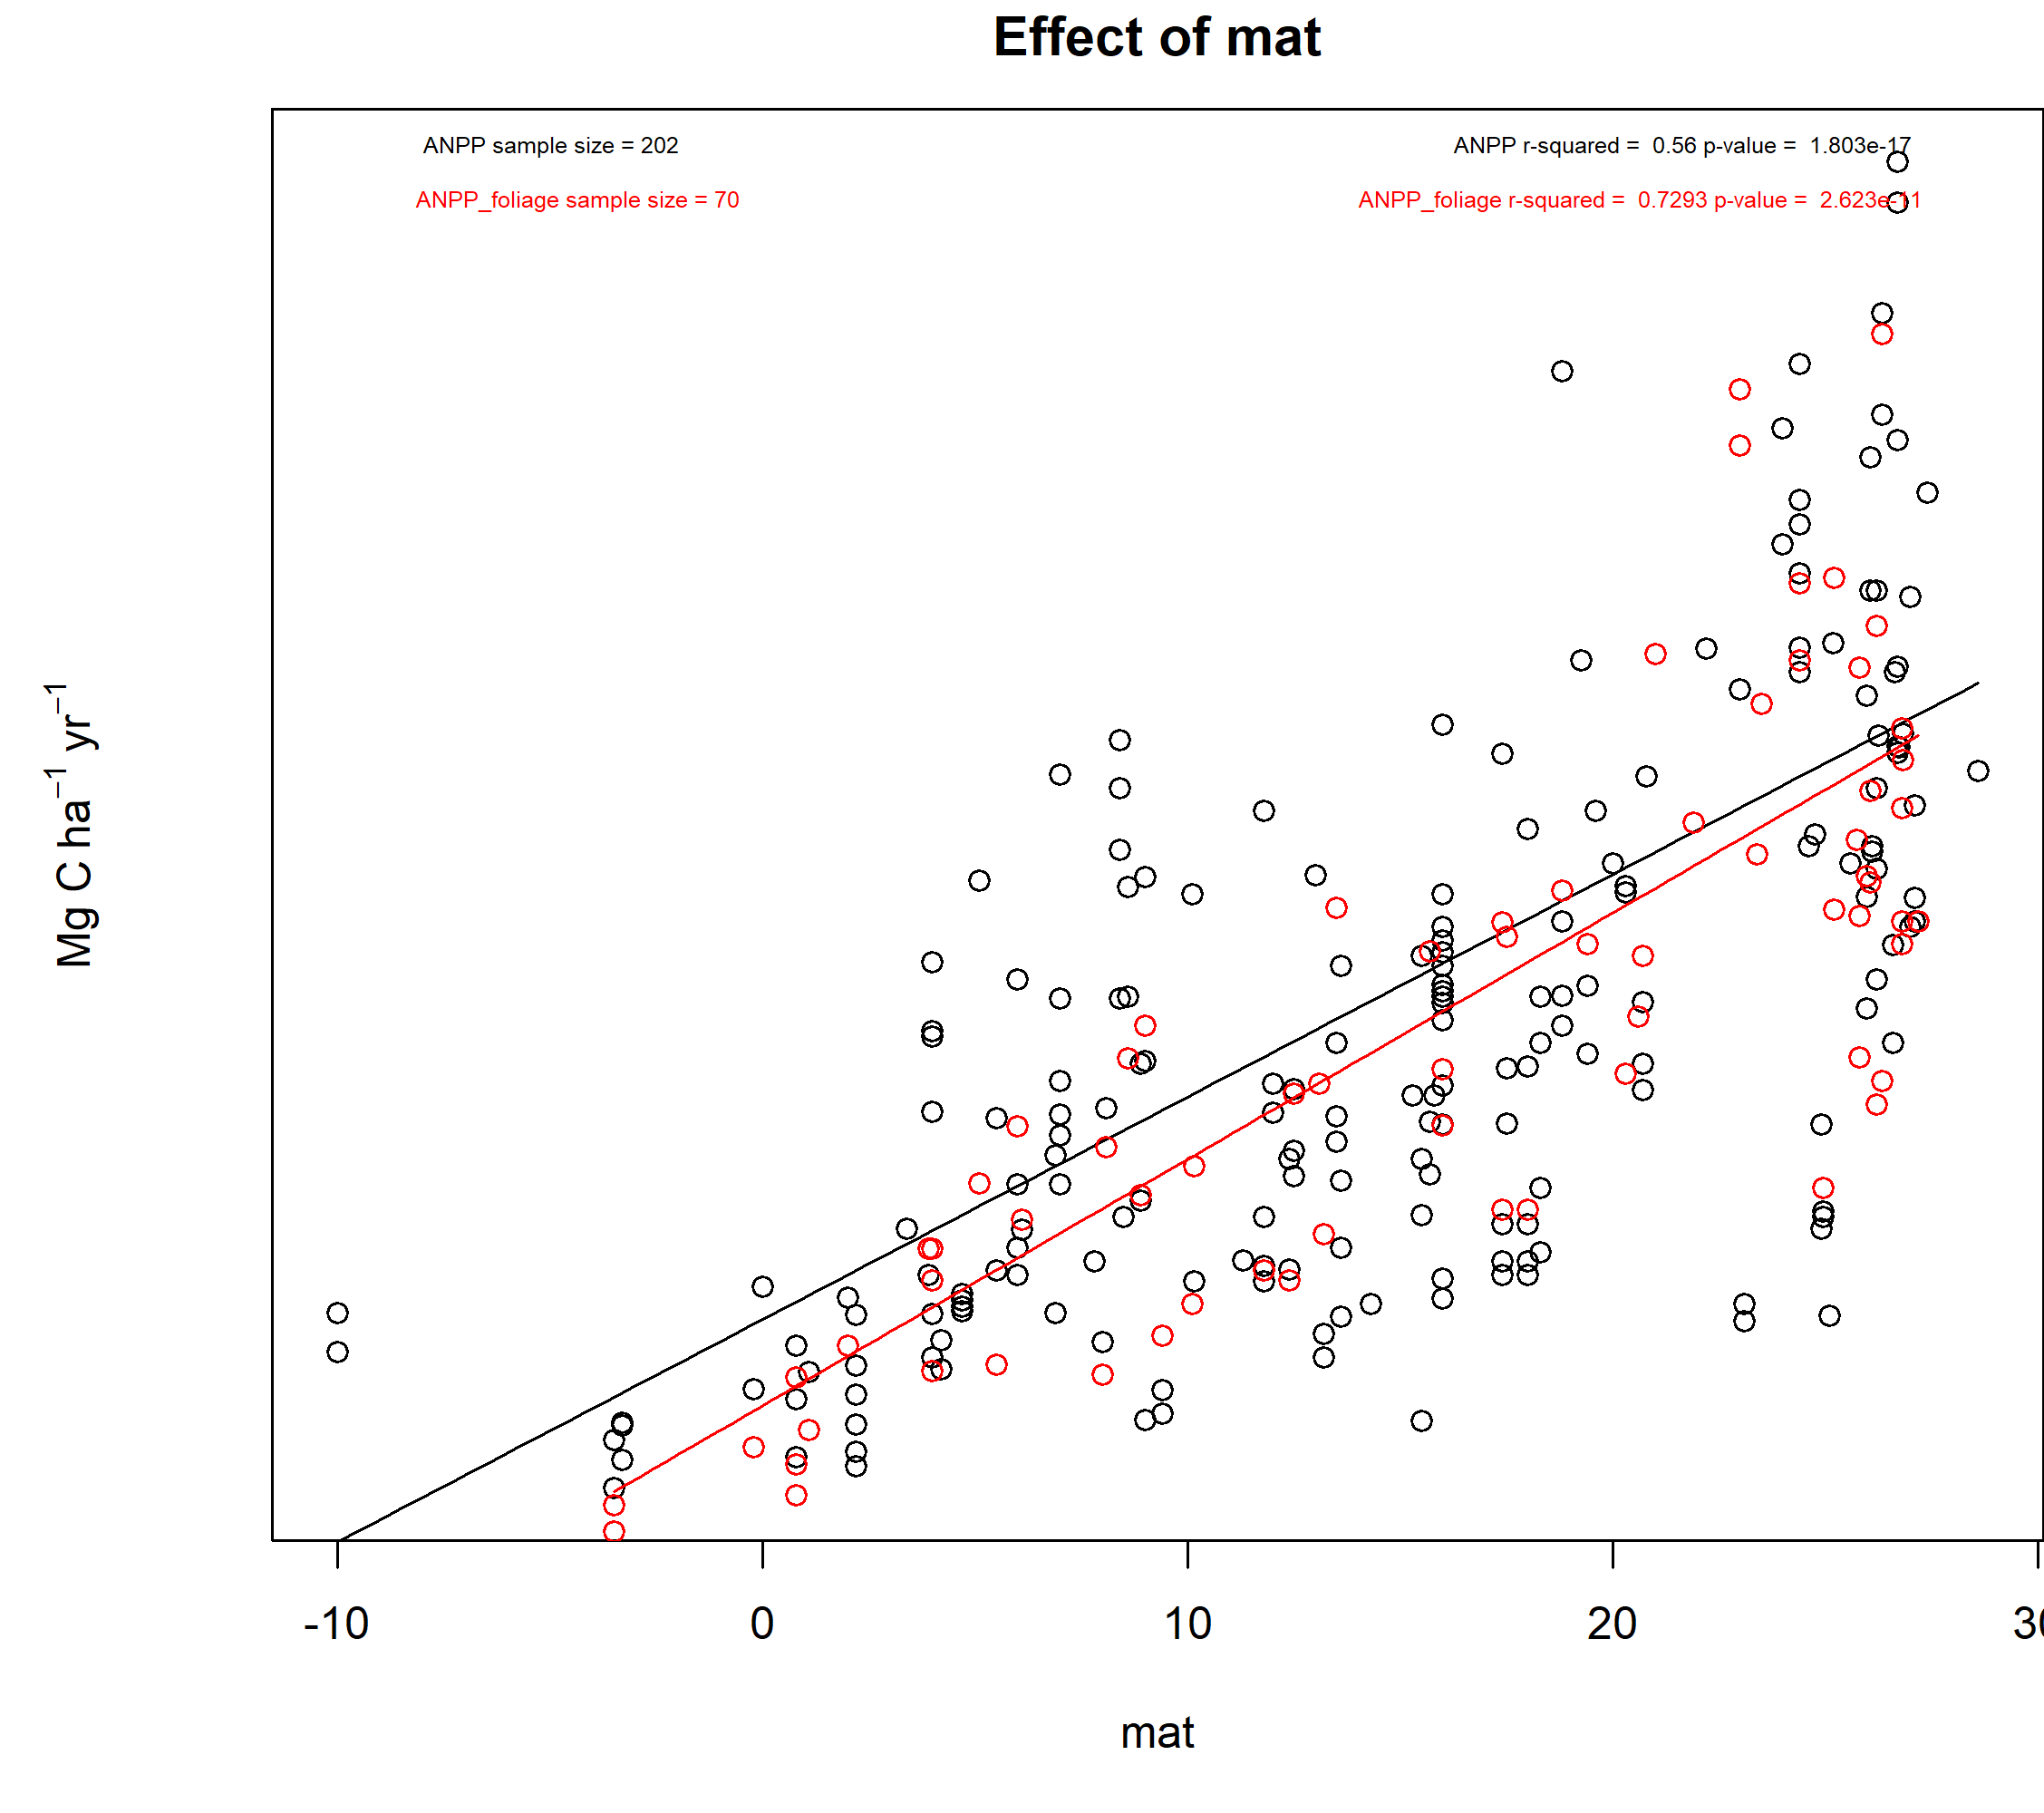 Effect of mat
ANPP sample size = 202
ANPP r-squared = 0.56 p-value = 1.803e-17
ANPP_foliage sample size = 70
ANPP_foliage r-squared = 0.7293 p-value = 2.623e-11
Mg C ha⁻¹ yr⁻¹
-10 0 10 20 30
mat